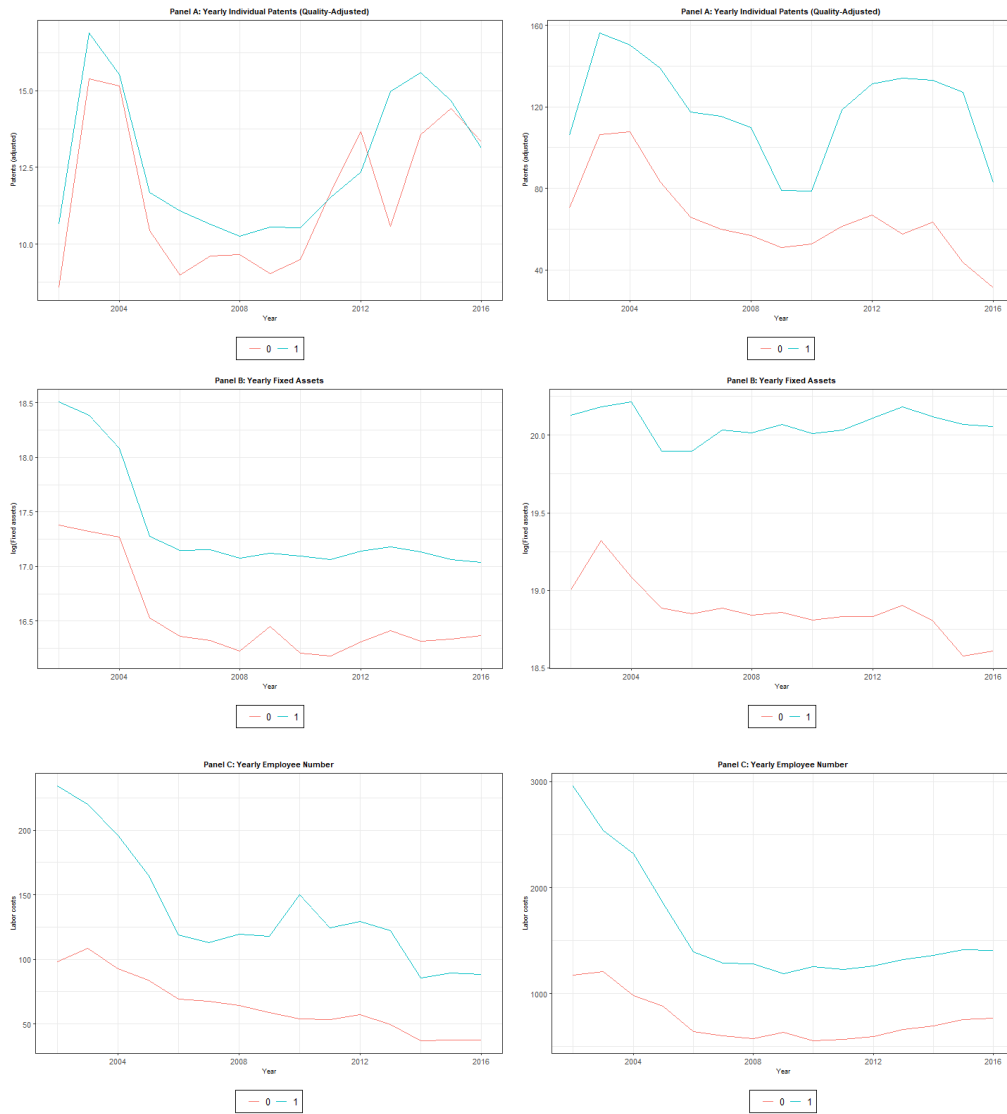 Panel A: Yearly Individual Patents (Quality-Adjusted)
Patents (adjusted)
15.0
12.5
10.0
2004 2008 2012 2016
Year
0 1
Panel A: Yearly Individual Patents (Quality-Adjusted)
Patents (adjusted)
160
120
80
40
2004 2008 2012 2016
Year
0 1
Panel B: Yearly Fixed Assets
log(Fixed assets)
18.5
18.0
17.5
17.0
16.5
2004 2008 2012 2016
Year
0 1
Panel B: Yearly Fixed Assets
log(Fixed assets)
20.0
19.5
19.0
18.5
2004 2008 2012 2016
Year
0 1
Panel C: Yearly Employee Number
Labor costs
200
150
100
50
2004 2008 2012 2016
Year
0 1
Panel C: Yearly Employee Number
Labor costs
3000
2000
1000
2004 2008 2012 2016
Year
0 1